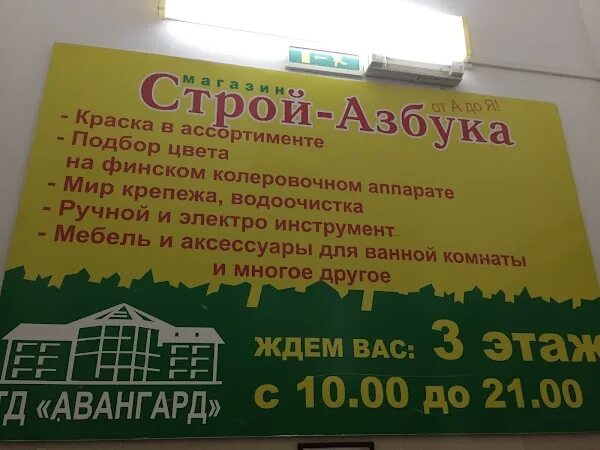 магазин
Строй-Азбука
от А до Я!
- Краска в ассортименте
- Подбор цвета
на финском колеровочном аппарате
- Мир крепежа, водоочистка
- Ручной и электро инструмент
- Мебель и аксессуары для ванной комнаты
и многое другое
ЖДЕМ ВАС: 3 этаж
с 10.00 до 21.00
ТД «АВАНГАРД»